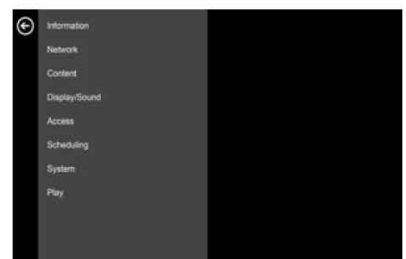 Information
Network
Content
Display/Sound
Access
Scheduling
System
Play